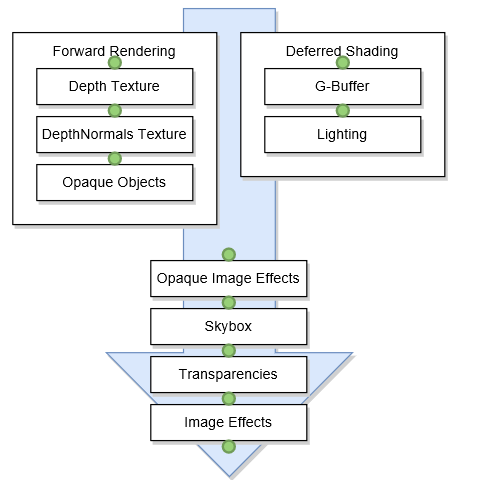 Forward Rendering
Depth Texture
DepthNormals Texture
Opaque Objects
Deferred Shading
G-Buffer
Lighting
Opaque Image Effects
Skybox
Transparencies
Image Effects